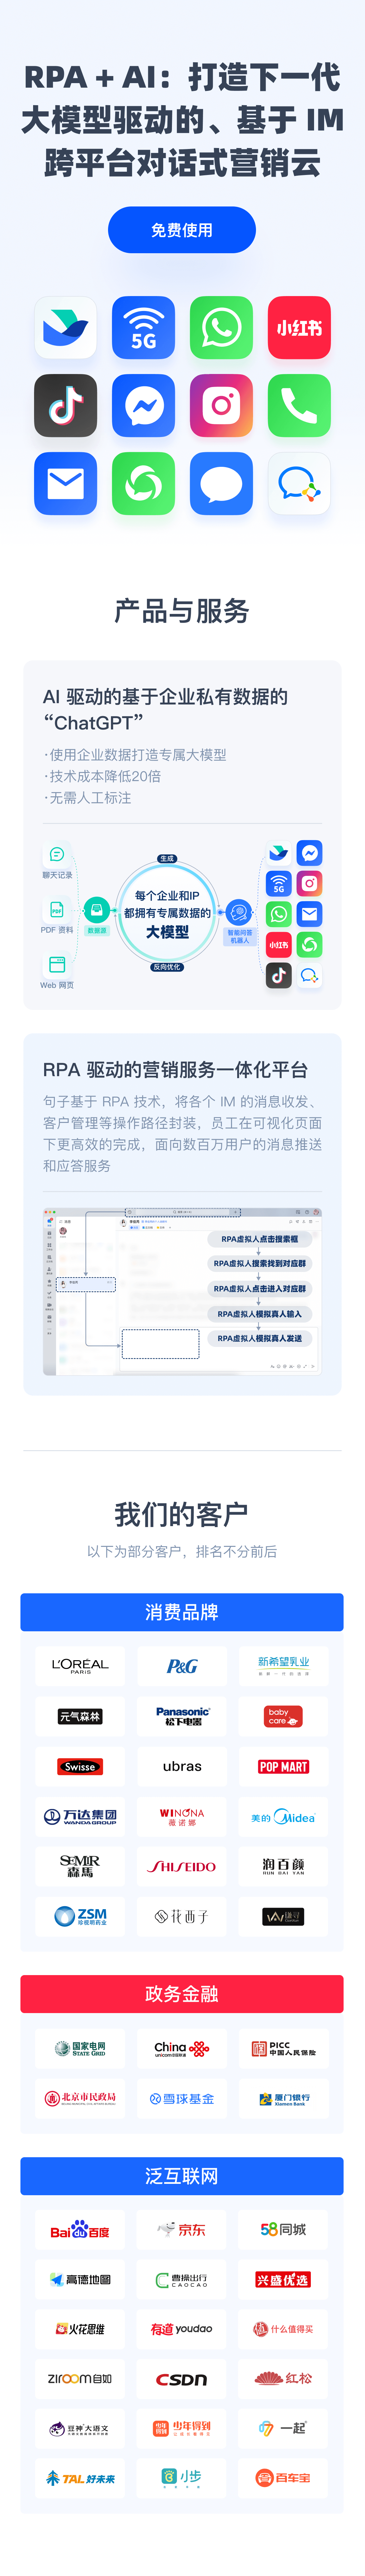 RPA + AI：打造下一代
大模型驱动的、基于 IM
跨平台对话式营销云
免费使用
5G
小红书
产品与服务
AI 驱动的基于企业私有数据的
“ChatGPT”
·使用企业数据打造专属大模型
·技术成本降低20倍
·无需人工标注
生成
聊天记录
每个企业和IP
都拥有专属数据的
大模型
5G
PDF
PDF 资料
数据源
智能问答
机器人
小红书
反向优化
Web 网页
RPA 驱动的营销服务一体化平台
句子基于 RPA 技术，将各个 IM 的消息收发、
客户管理等操作路径封装，员工在可视化页面
下更高效的完成，面向数百万用户的消息推送
和应答服务
RPA虚拟人点击搜索框
RPA虚拟人搜索找到对应群
RPA虚拟人点击进入对应群
RPA虚拟人模拟真人输入
RPA虚拟人模拟真人发送
我们的客户
以下为部分客户，排名不分前后
消费品牌
L'ORÉAL
PARIS
P&G
新希望乳业
元气森林
Panasonic
松下电器
baby
care
Swisse
ubras
POP MART
万达集团
WANDA GROUP
WINONA
薇诺娜
美的 Midea
SEMIR
森馬
SHISEIDO
润百颜
RUN BAI YAN
ZSM
珍视明药业
花西子
政务金融
国家电网
STATE GRID
China
unicom中国联通
PICC
中国人民保险
北京市民政局
雪球基金
厦门银行
Xiamen Bank
泛互联网
Bai du 百度
京东
58同城
高德地图
曹操出行
CAOCAO
兴盛优选
火花思维
有道 youdao
什么值得买
ZIROOM自如
CSDN
红松
豆神大语文
少年得到
一起
TAL 好未来
小步
百车宝